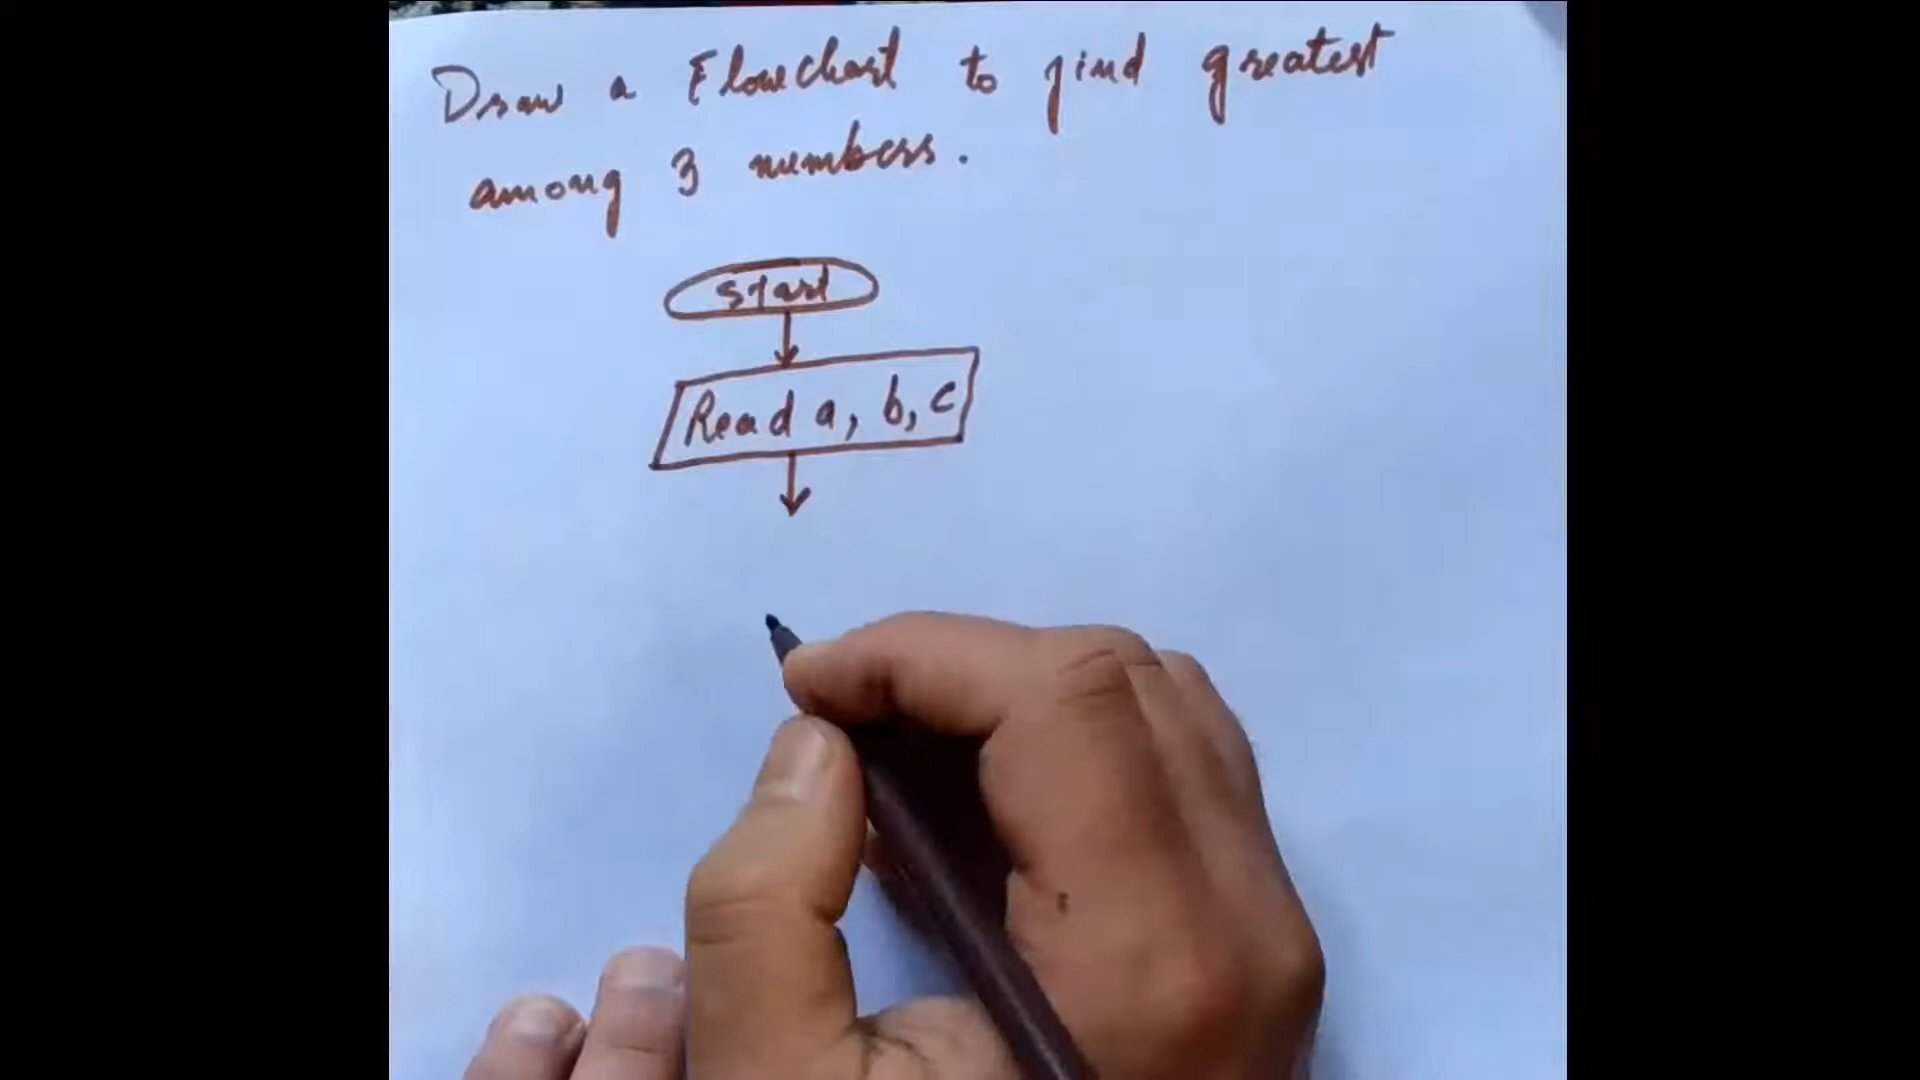 Draw a Flowchart to find greatest
among 3 numbers.
start
Read a, b, c